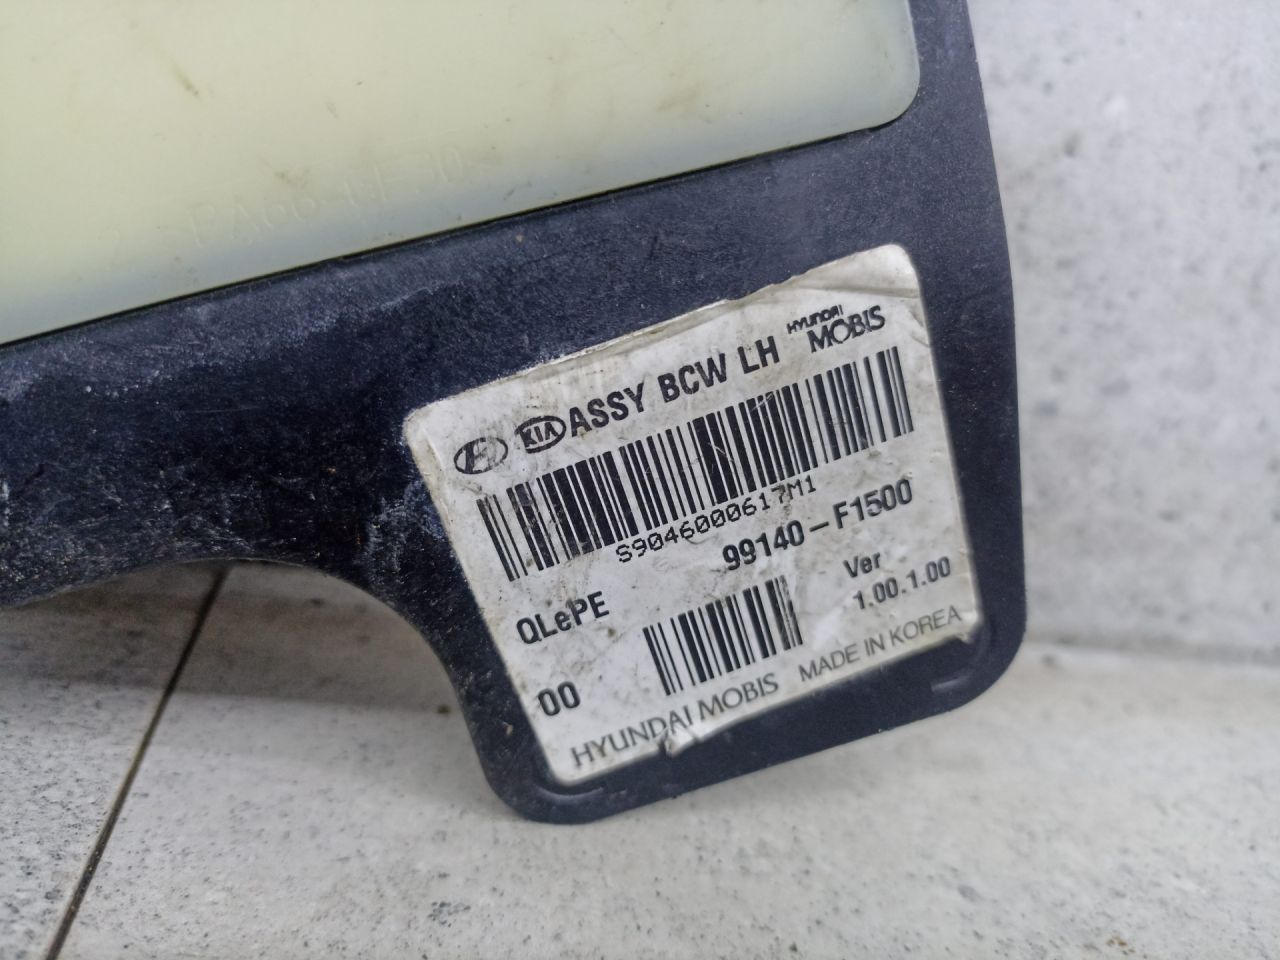 KIA ASSY BCW LH HYUNDAI MOBIS
S9046000617M1
99140-F1500
QLePE
Ver
1.00.1.00
00
HYUNDAI MOBIS MADE IN KOREA